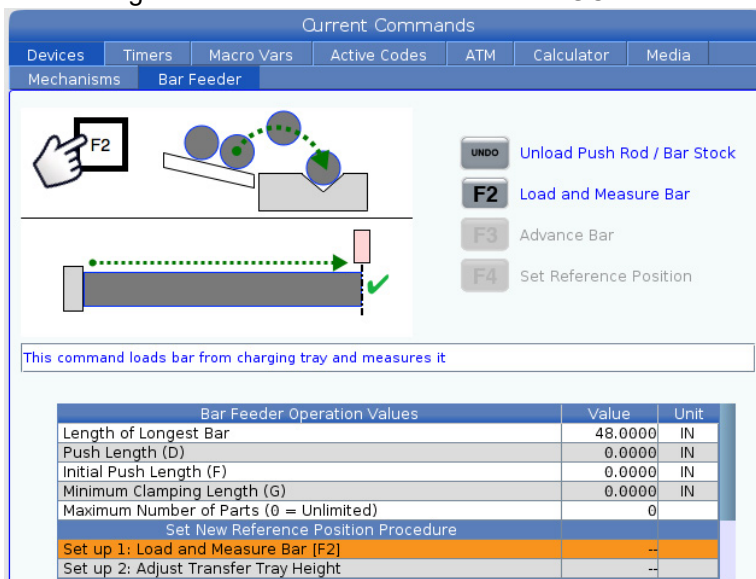 Current Commands
Devices Timers Macro Vars Active Codes ATM Calculator Media
Mechanisms Bar Feeder
F2
UNDO Unload Push Rod / Bar Stock
F2 Load and Measure Bar
F3 Advance Bar
F4 Set Reference Position
This command loads bar from charging tray and measures it
Bar Feeder Operation Values Value Unit
Length of Longest Bar 48.0000 IN
Push Length (D) 0.0000 IN
Initial Push Length (F) 0.0000 IN
Minimum Clamping Length (G) 0.0000 IN
Maximum Number of Parts (0 = Unlimited) 0
Set New Reference Position Procedure
Set up 1: Load and Measure Bar [F2] --
Set up 2: Adjust Transfer Tray Height --